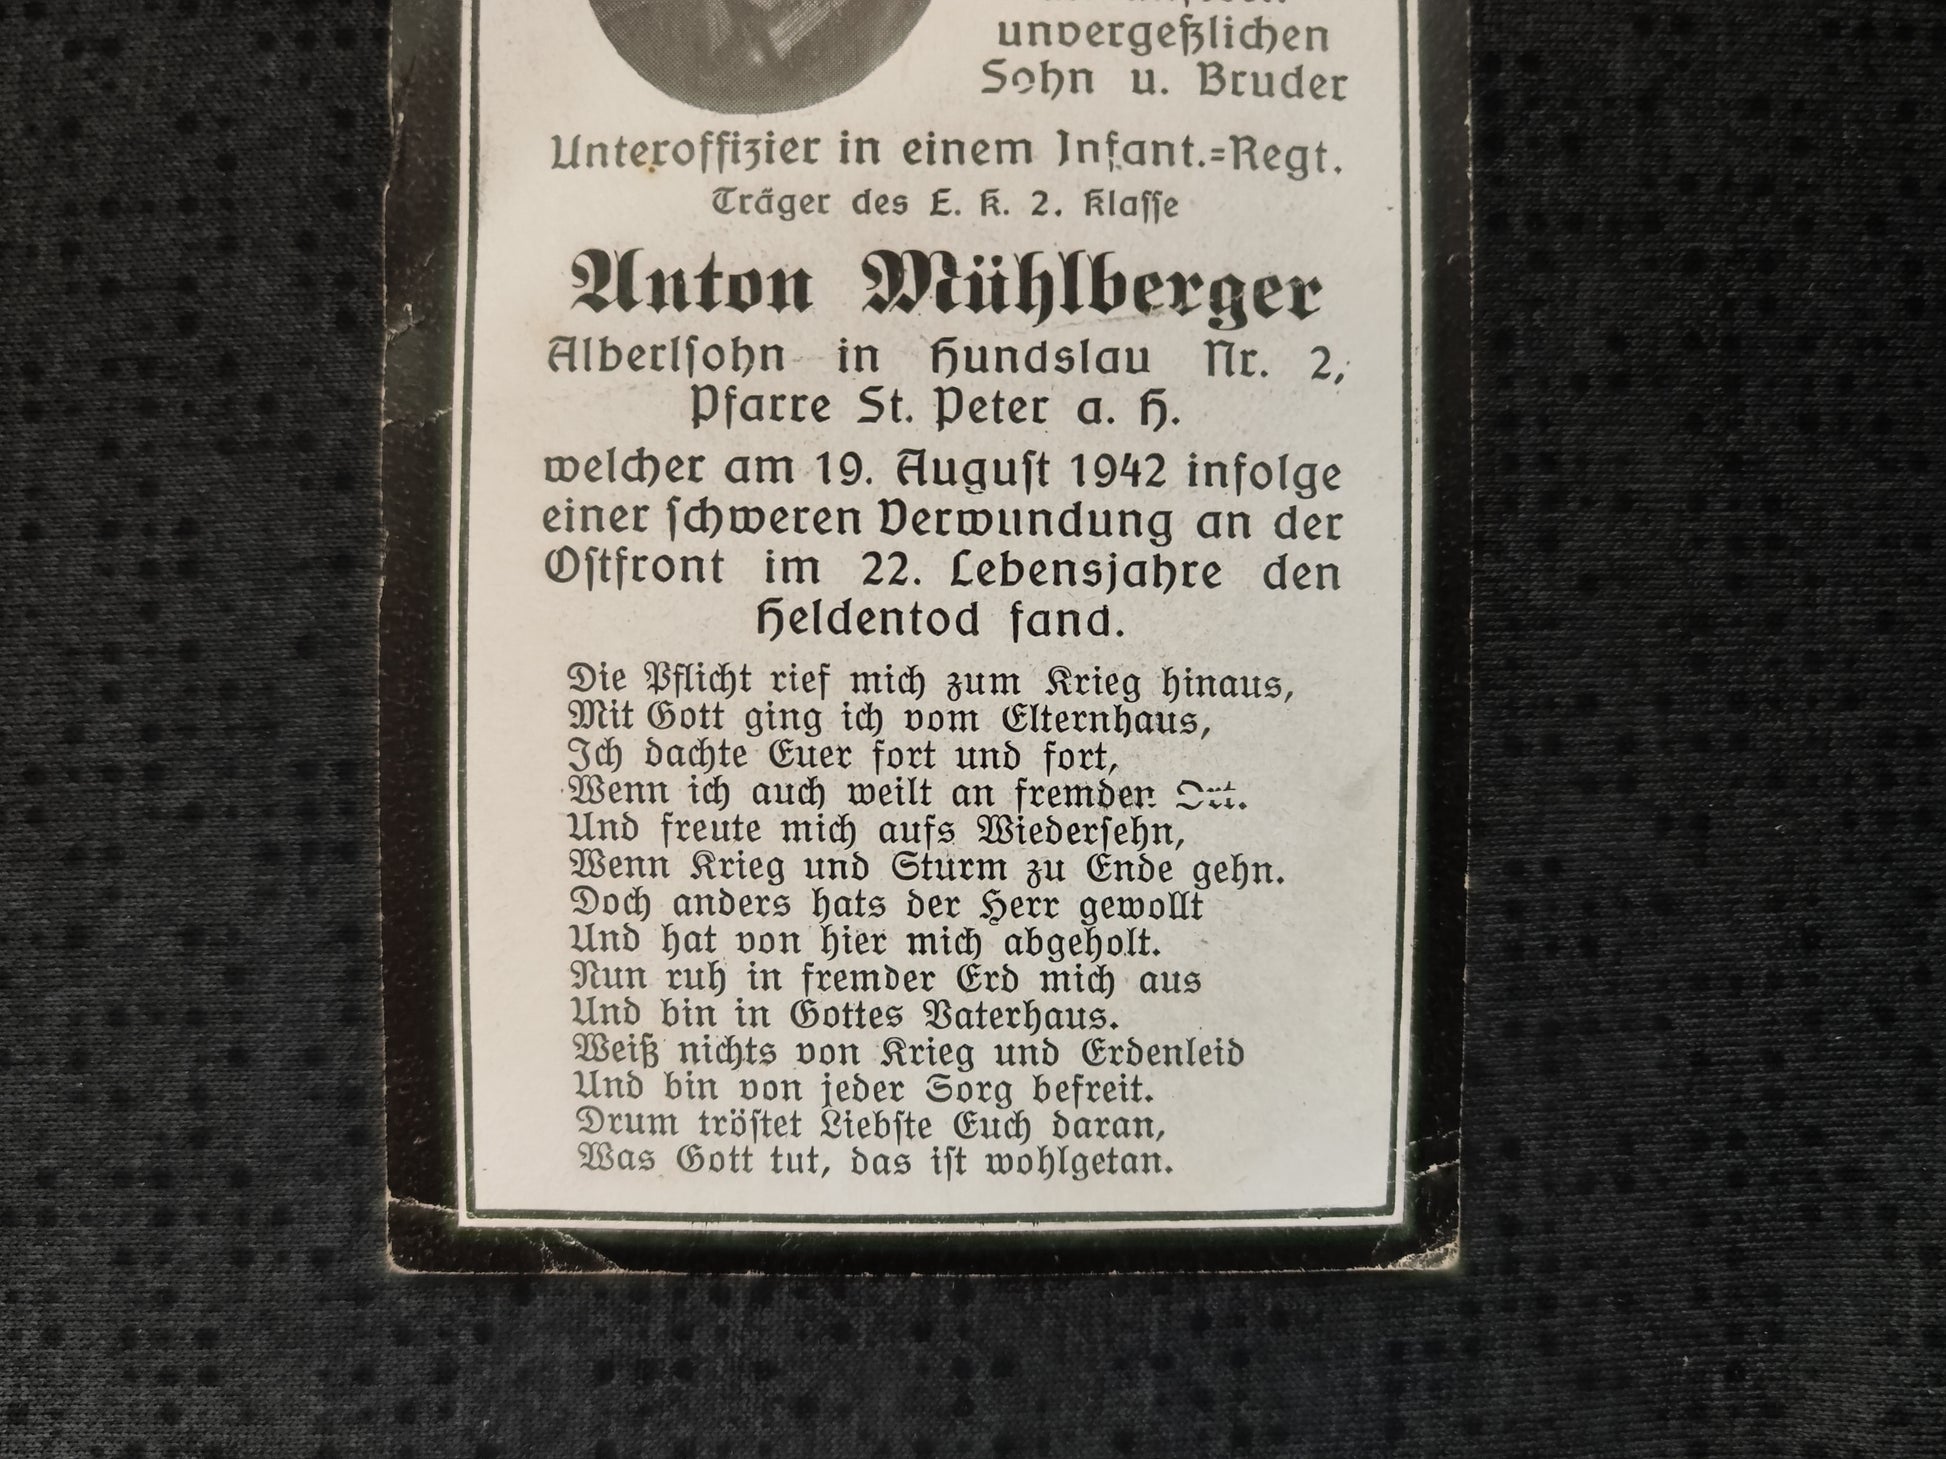 unvergeßlichen
Sohn u. Bruder
Unteroffizier in einem Infant.=Regt.
Träger des E. K. 2. Klasse
Anton Mühlberger
Alberlsohn in Hundslau Nr. 2,
Pfarre St. Peter a. H.
welcher am 19. August 1942 infolge
einer schweren Verwundung an der
Ostfront im 22. Lebensjahre den
Heldentod fand.
Die Pflicht rief mich zum Krieg hinaus,
Mit Gott ging ich vom Elternhaus,
Ich dachte Euer fort und fort,
Wenn ich auch weilt an fremden Ort.
Und freute mich aufs Wiedersehn,
Wenn Krieg und Sturm zu Ende gehn.
Doch anders hats der Herr gewollt
Und hat von hier mich abgeholt.
Nun ruh in fremder Erd mich aus
Und bin in Gottes Vaterhaus.
Weiß nichts von Krieg und Erdenleid
Und bin von jeder Sorg befreit.
Drum tröstet Liebste Euch daran,
Was Gott tut, das ist wohlgetan.